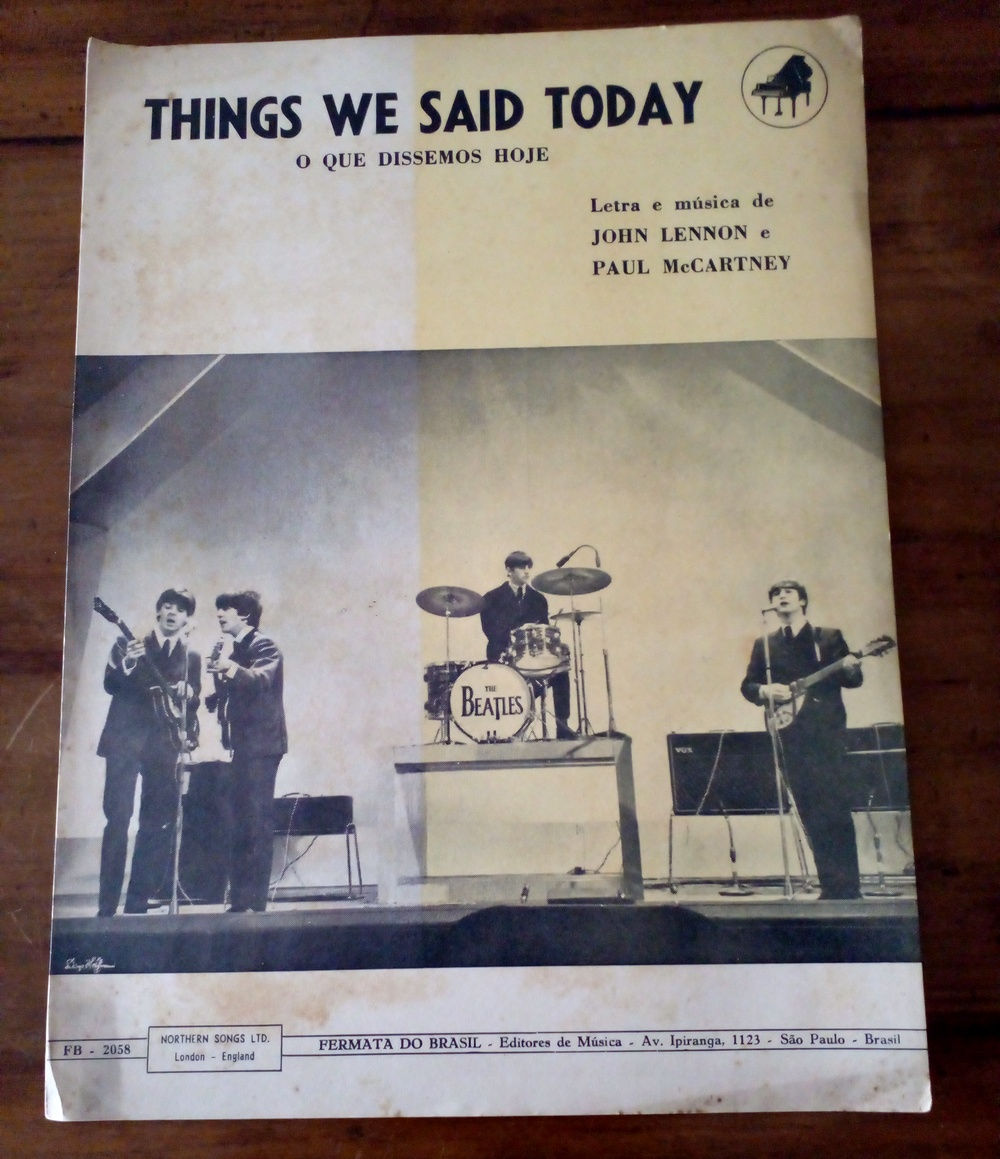 THINGS WE SAID TODAY
O QUE DISSEMOS HOJE
Letra e música de
JOHN LENNON e
PAUL McCARTNEY
THE
BEATLES
VOX
FB - 2058
NORTHERN SONGS LTD.
London - England
FERMATA DO BRASIL - Editores de Música - Av. Ipiranga, 1123 - São Paulo - Brasil